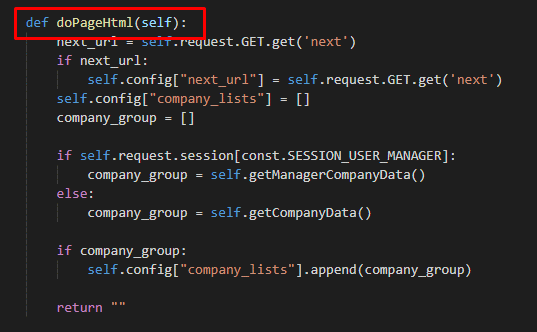 def doPageHtml(self):
next_url = self.request.GET.get('next')
if next_url:
self.config["next_url"] = self.request.GET.get('next')
self.config["company_lists"] = []
company_group = []
if self.request.session[const.SESSION_USER_MANAGER]:
company_group = self.getManagerCompanyData()
else:
company_group = self.getCompanyData()
if company_group:
self.config["company_lists"].append(company_group)
return ""